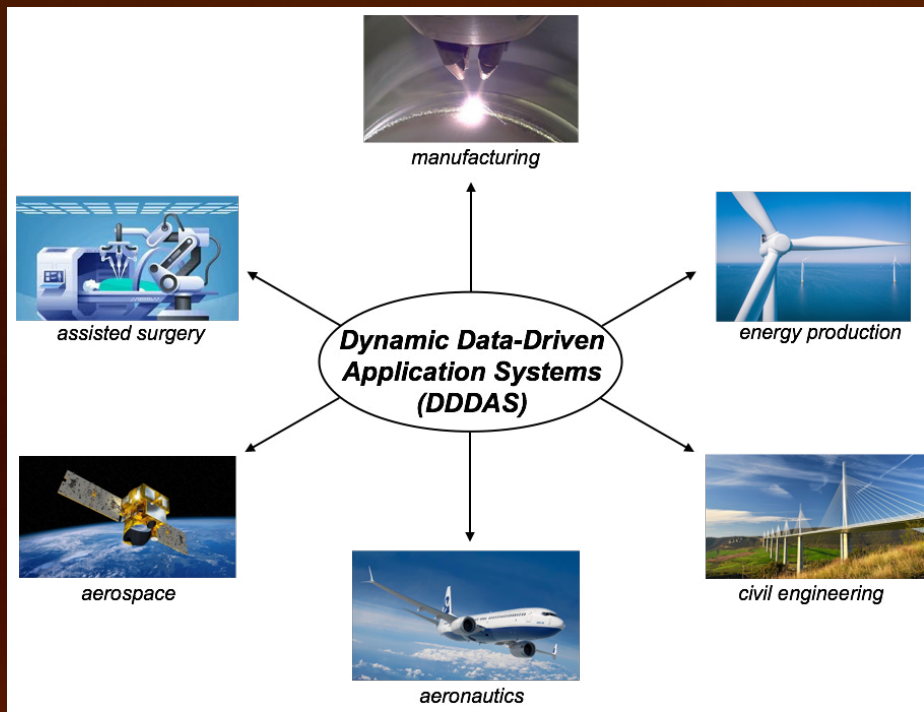 manufacturing
assisted surgery
energy production
Dynamic Data-Driven
Application Systems
(DDDAS)
aerospace
civil engineering
aeronautics